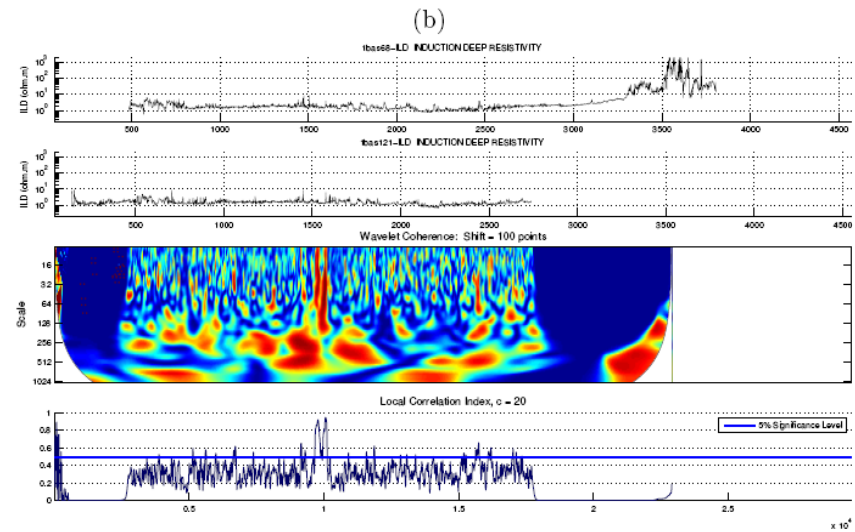 (b)
tbas68-ILD INDUCTION DEEP RESISTIVITY
ILD (ohm.m)
10³
10²
10¹
10⁰
500 1000 1500 2000 2500 3000 3500 4000 4500
tbas121-ILD INDUCTION DEEP RESISTIVITY
ILD (ohm.m)
10³
10²
10¹
10⁰
500 1000 1500 2000 2500 3000 3500 4000 4500
Wavelet Coherence: Shift = 100 points
Scale
16
32
64
128
256
512
1024
Local Correlation Index, c = 20
1
0.8
0.6
0.4
0.2
0
5% Significance Level
0.5 1 1.5 2 2.5